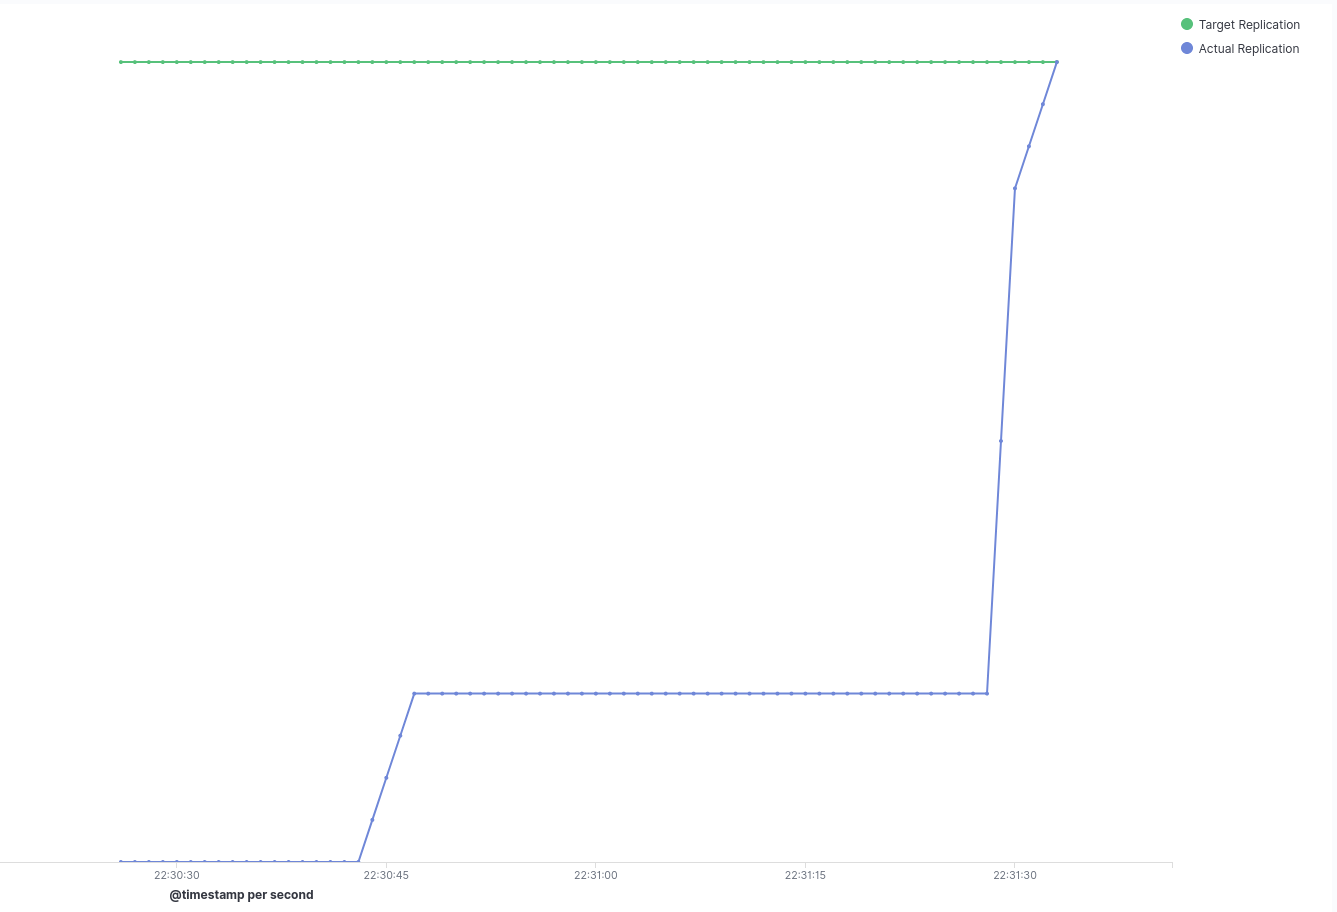 Target Replication
Actual Replication
22:30:30
22:30:45
22:31:00
22:31:15
22:31:30
@timestamp per second